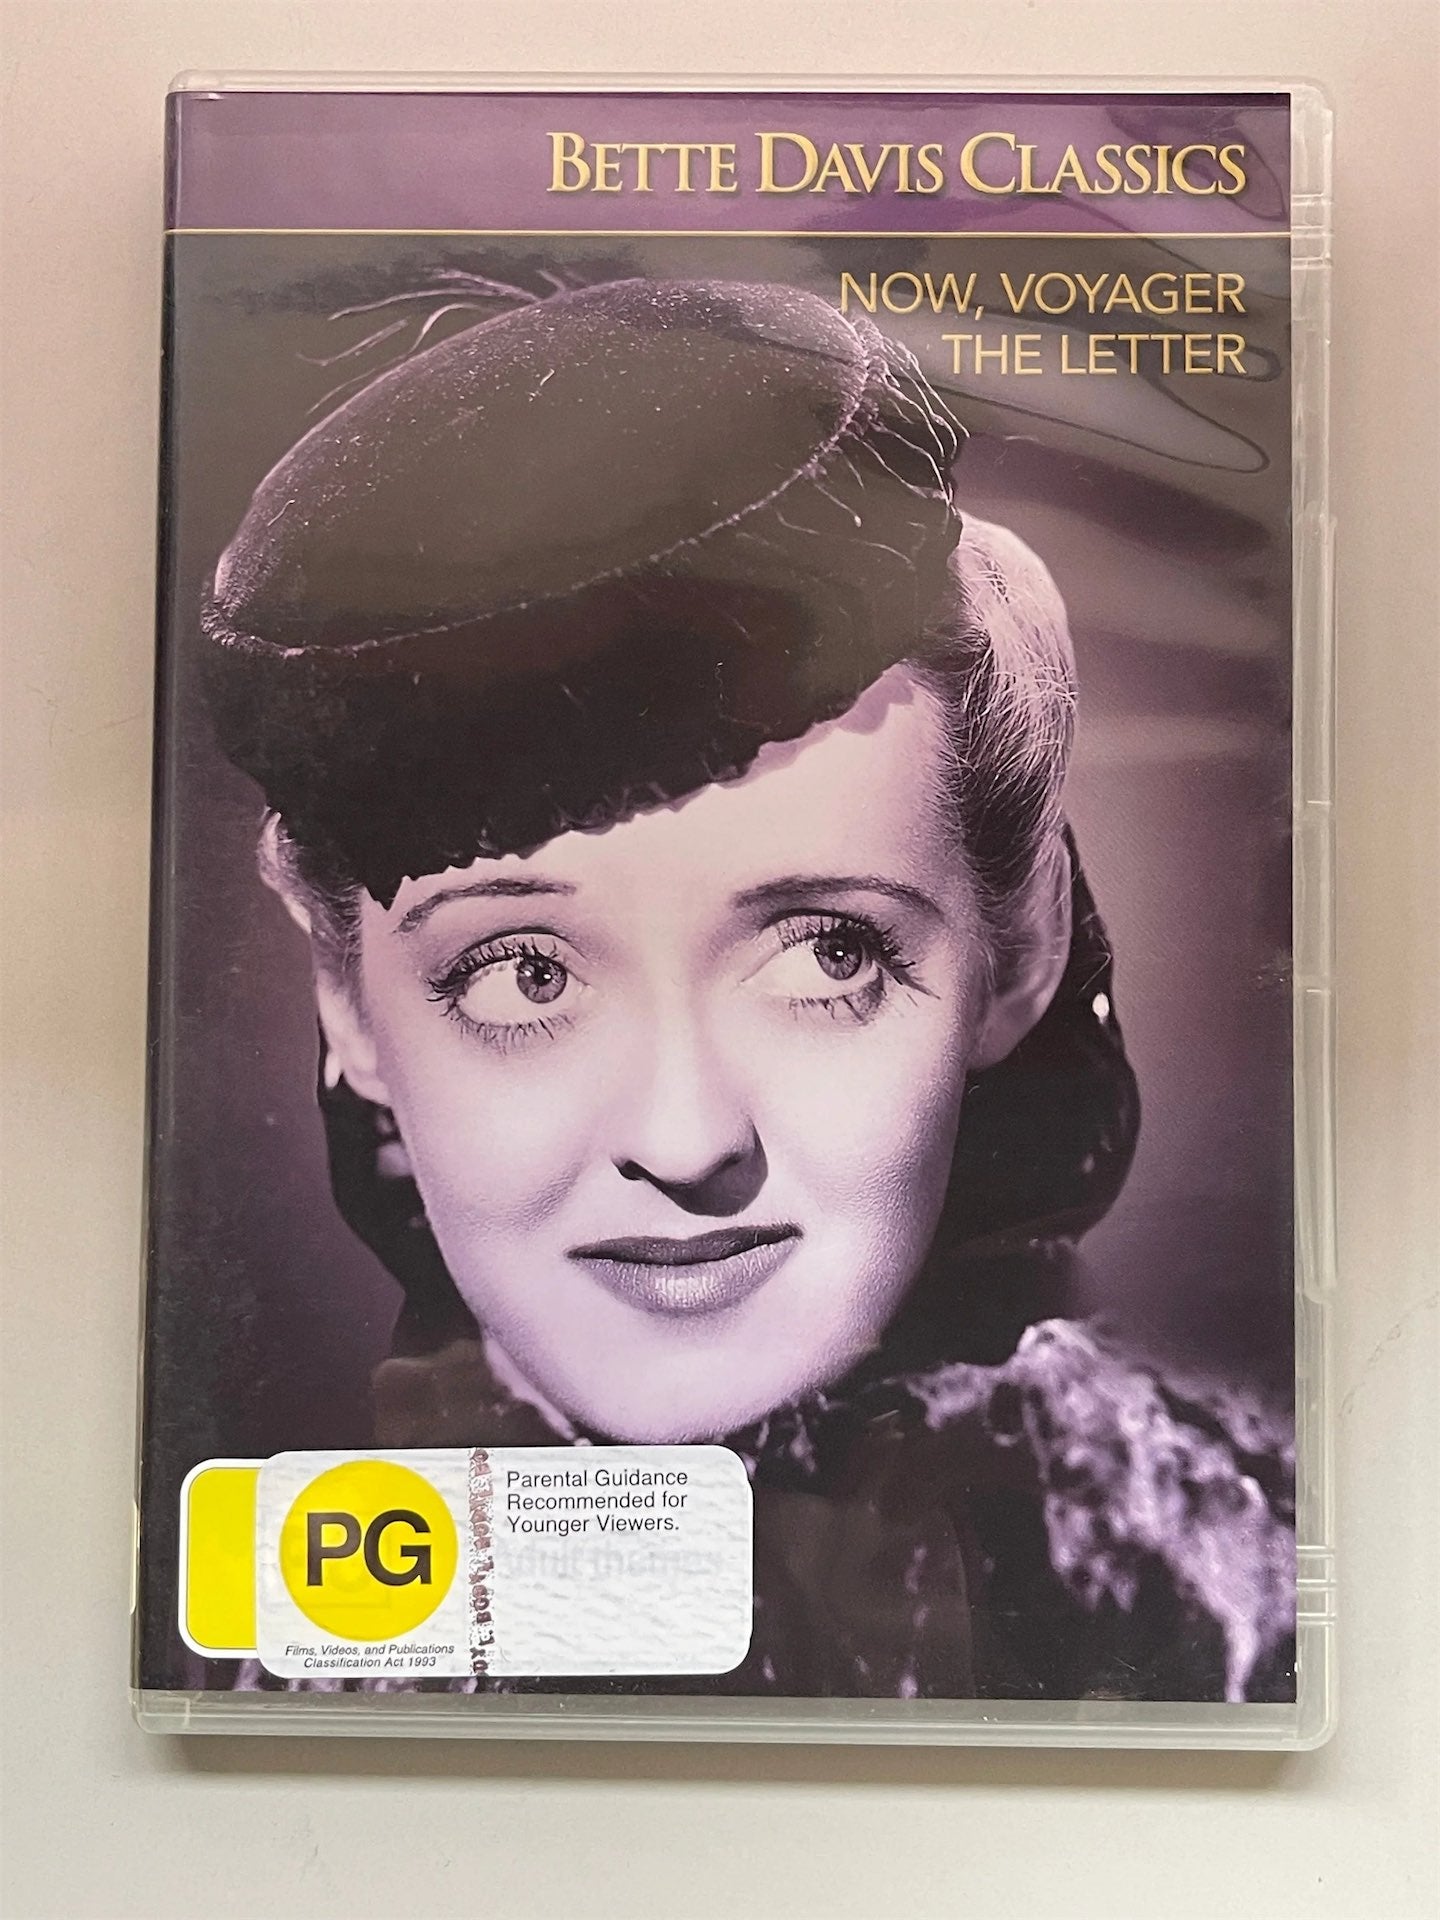 BETTE DAVIS CLASSICS
NOW, VOYAGER
THE LETTER
PG
Films, Videos, and Publications
Classification Act 1993
Parental Guidance
Recommended for
Younger Viewers.